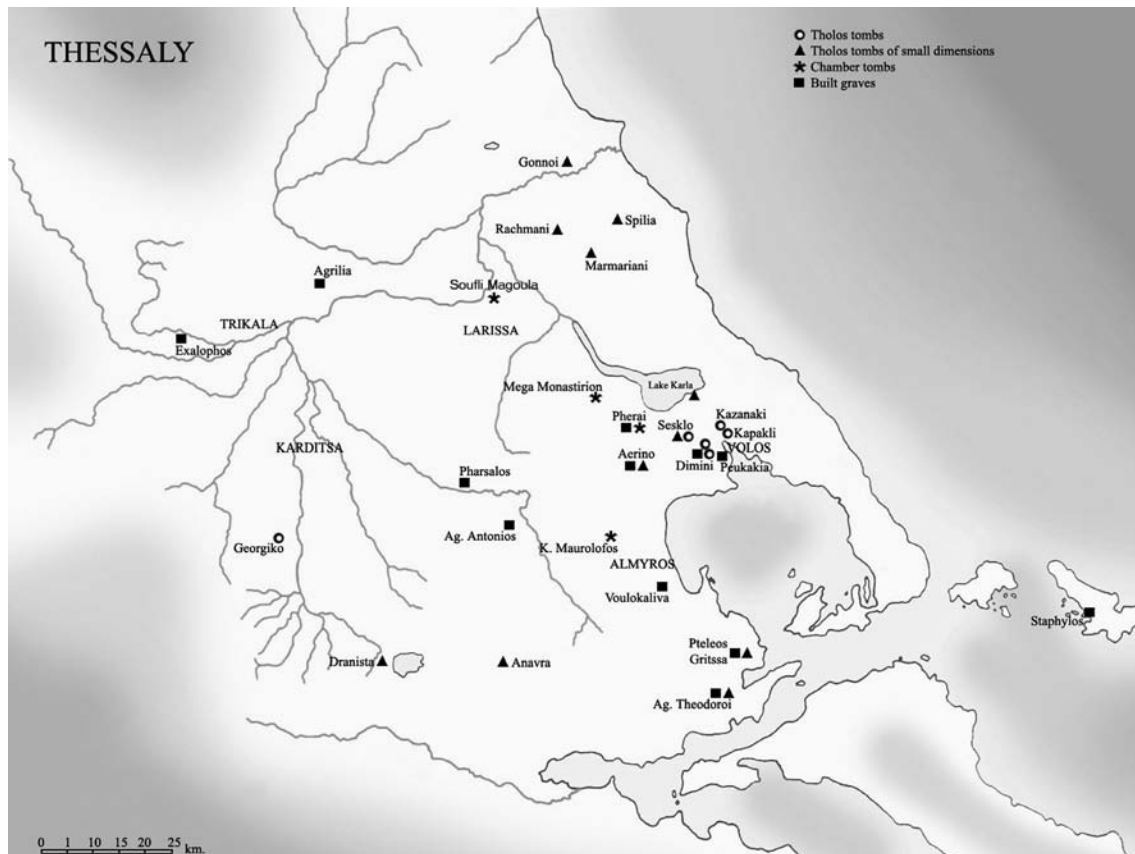 THESSALY
Tholos tombs
Tholos tombs of small dimensions
Chamber tombs
Built graves
Gonnoi
Spilia
Rachmani
Marmariani
Agrilia
Soufli Magoula
TRIKALA
LARISSA
Exalophos
Lake Karla
Mega Monastirion
Kazanaki
Pherai
Sesklo
Kapakli
VOLOS
KARDITSA
Aerino
Dimini
Peukakia
Pharsalos
Ag. Antonios
K. Maurolofos
Georgiko
ALMYROS
Voulokaliva
Staphylos
Pteleos
Gritssa
Dranista
Anavra
Ag. Theodoroi
0 5 10 15 20 25 km.